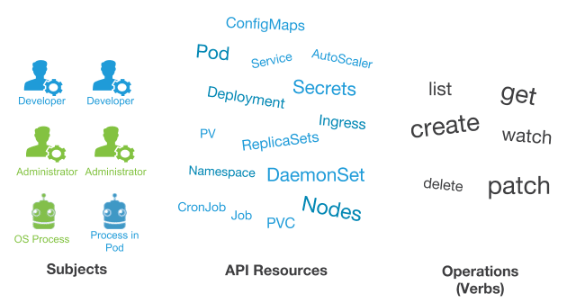 ConfigMaps
Pod
Service
AutoScaler
Developer
Developer
Secrets
Deployment
list
get
Ingress
create
watch
PV
ReplicaSets
Administrator
Administrator
Namespace
DaemonSet
delete
patch
CronJob
Job
PVC
Nodes
OS Process
Process in
Pod
Subjects
API Resources
Operations
(Verbs)